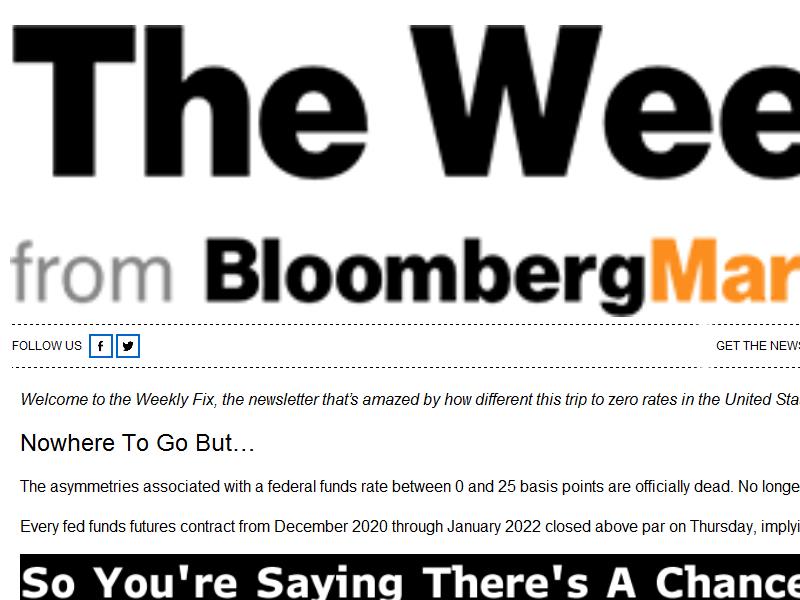 The Wee
from BloombergMar
FOLLOW US
GET THE NEWS
Welcome to the Weekly Fix, the newsletter that's amazed by how different this trip to zero rates in the United Sta
Nowhere To Go But…
The asymmetries associated with a federal funds rate between 0 and 25 basis points are officially dead. No longe
Every fed funds futures contract from December 2020 through January 2022 closed above par on Thursday, implyi
So You're Saying There's A Chance